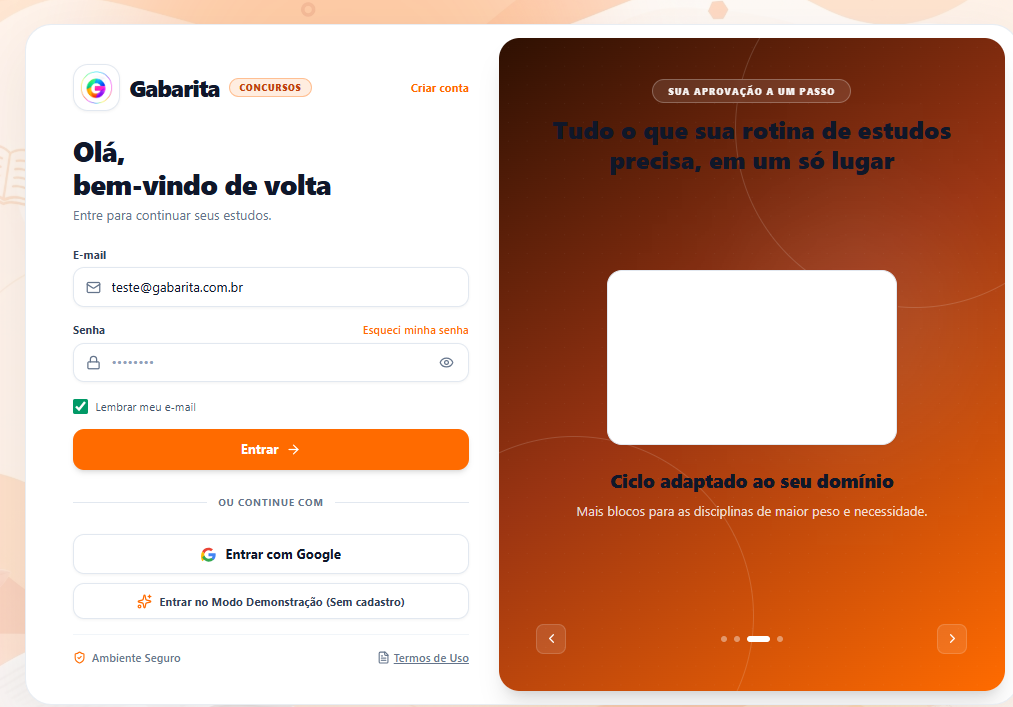 Gabarita
CONCURSOS
Criar conta
Olá,
bem-vindo de volta
Entre para continuar seus estudos.
E-mail
teste@gabarita.com.br
Senha
Esqueci minha senha
••••••••
Lembrar meu e-mail
Entrar →
OU CONTINUE COM
Entrar com Google
Entrar no Modo Demonstração (Sem cadastro)
Ambiente Seguro
Termos de Uso
SUA APROVAÇÃO A UM PASSO
Tudo o que sua rotina de estudos
precisa, em um só lugar
Ciclo adaptado ao seu domínio
Mais blocos para as disciplinas de maior peso e necessidade.